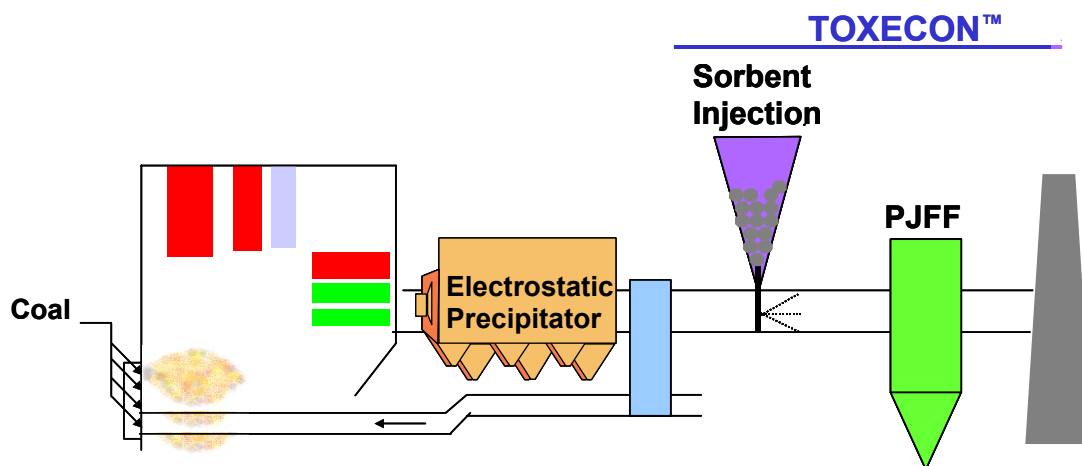 TOXECON™
Sorbent
Injection
PJFF
Electrostatic
Precipitator
Coal